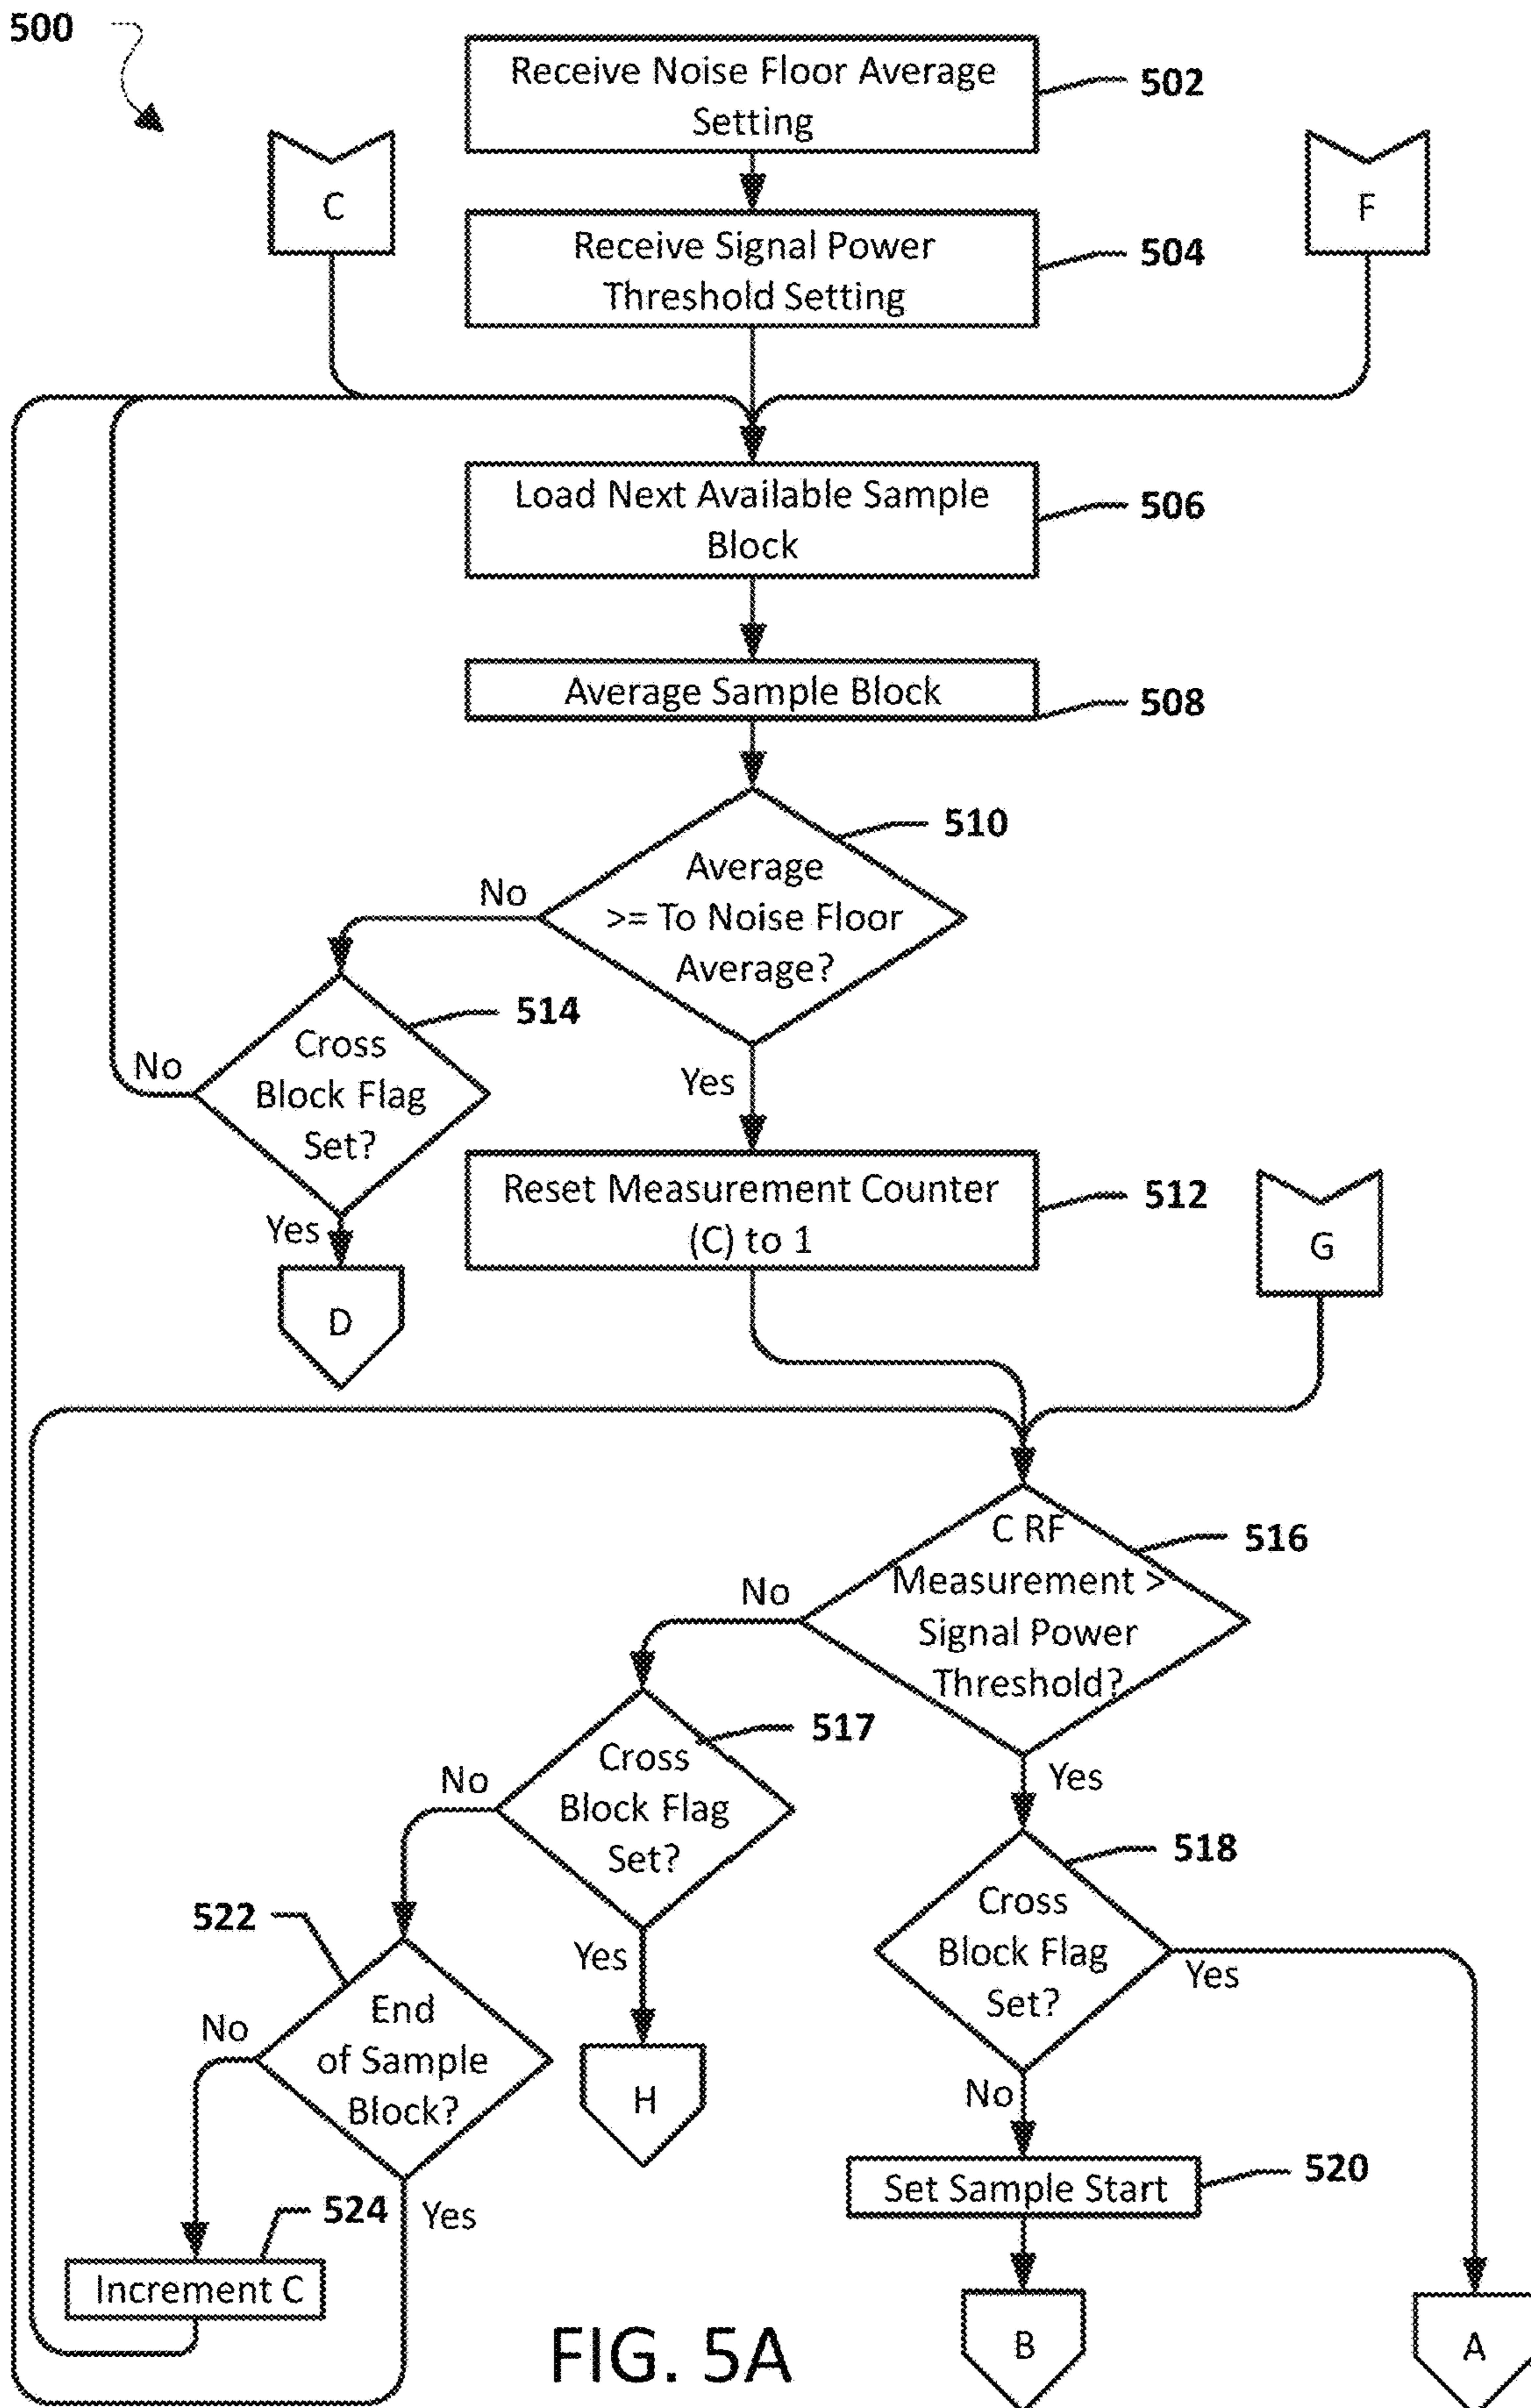 500
Receive Noise Floor Average
Setting
502
C
F
Receive Signal Power
Threshold Setting
504
Load Next Available Sample
Block
506
Average Sample Block
508
510
Average
>= To Noise Floor
Average?
No
514
Cross
Block Flag
Set?
No
Yes
Yes
Reset Measurement Counter
(C) to 1
512
G
D
C RF
Measurement >
Signal Power
Threshold?
516
No
517
Cross
Block Flag
Set?
No
Yes
518
Cross
Block Flag
Set?
Yes
522
End
of Sample
Block?
No
Yes
H
No
Set Sample Start
520
524
Yes
Increment C
B
A
FIG. 5A